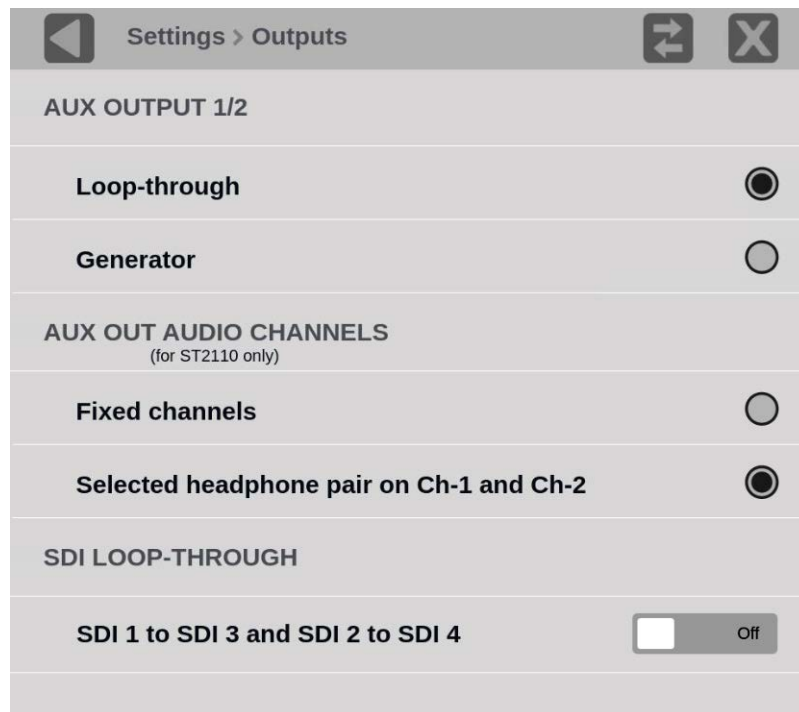 Settings > Outputs
AUX OUTPUT 1/2
Loop-through
Generator
AUX OUT AUDIO CHANNELS
(for ST2110 only)
Fixed channels
Selected headphone pair on Ch-1 and Ch-2
SDI LOOP-THROUGH
SDI 1 to SDI 3 and SDI 2 to SDI 4
Off